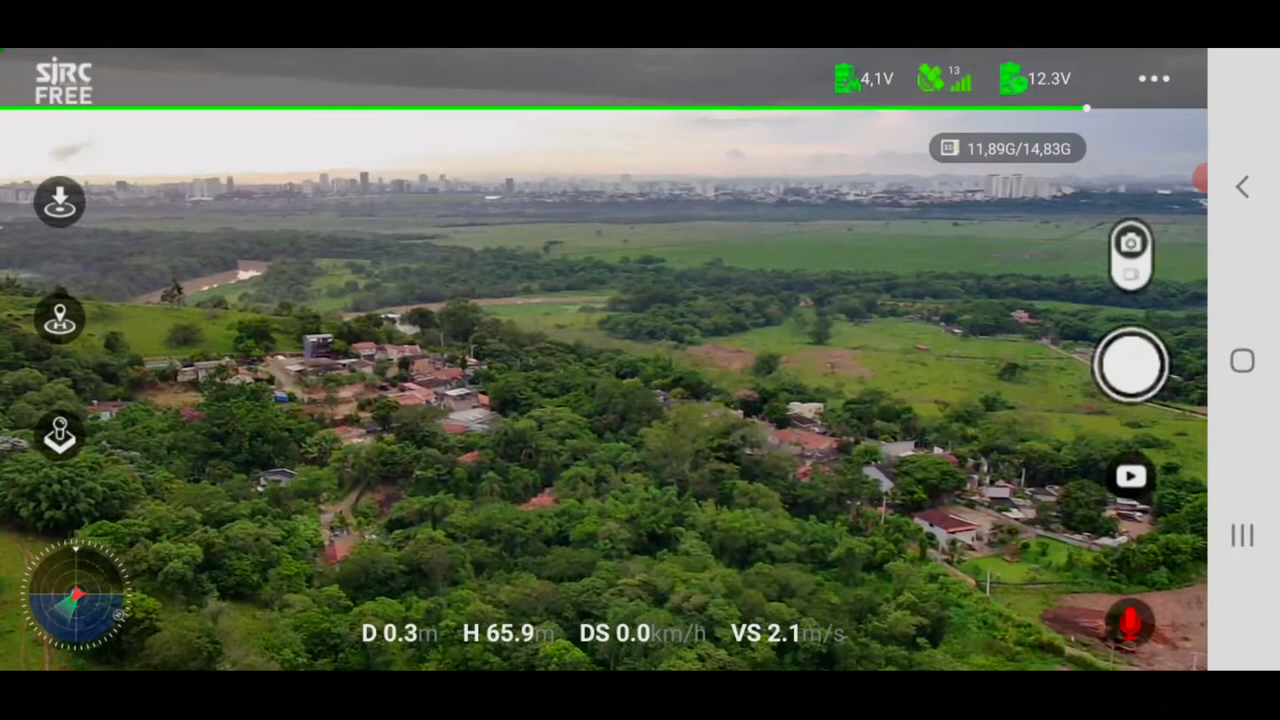 SJRC
FREE
4,1V
13
12.3V
11,89G/14,83G
D 0.3m H 65.9m DS 0.0km/h VS 2.1m/s